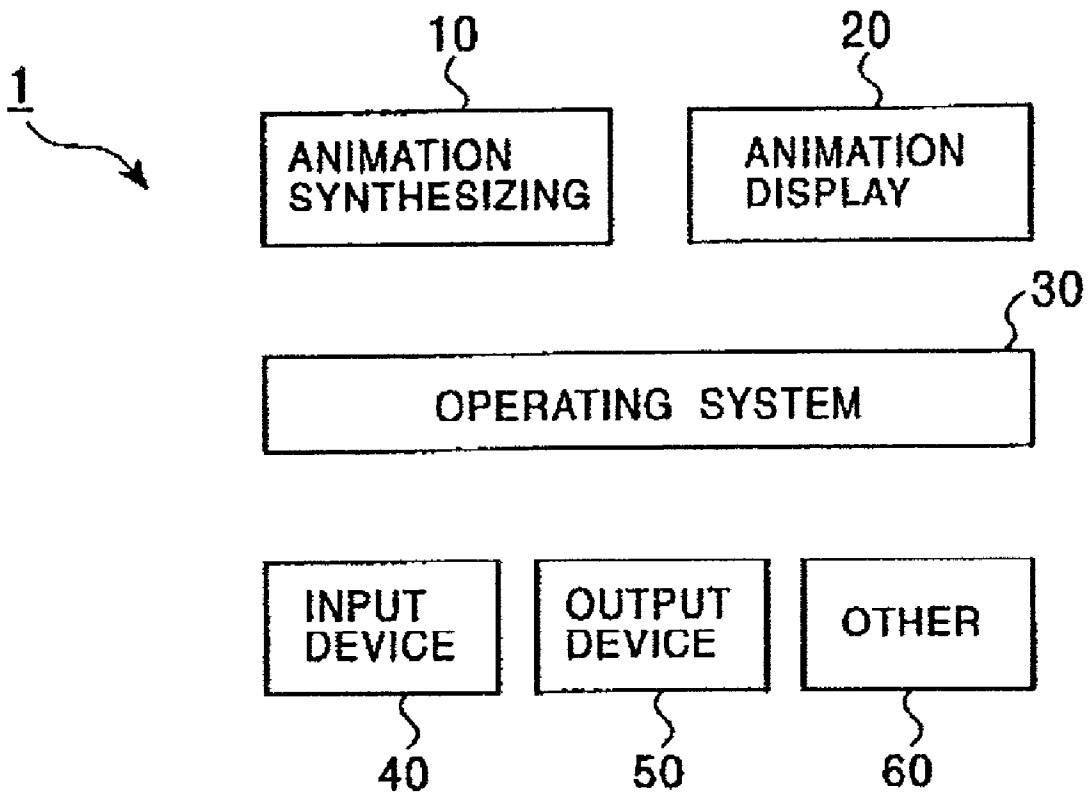 10
20
1
ANIMATION
SYNTHESIZING
ANIMATION
DISPLAY
30
OPERATING SYSTEM
INPUT
DEVICE
OUTPUT
DEVICE
OTHER
40
50
60